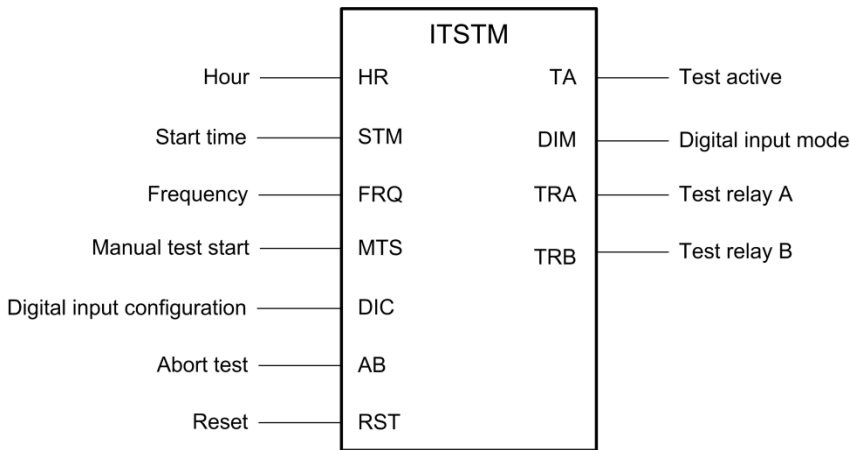 ITSTM
Hour HR TA Test active
Start time STM DIM Digital input mode
Frequency FRQ TRA Test relay A
Manual test start MTS TRB Test relay B
Digital input configuration DIC
Abort test AB
Reset RST